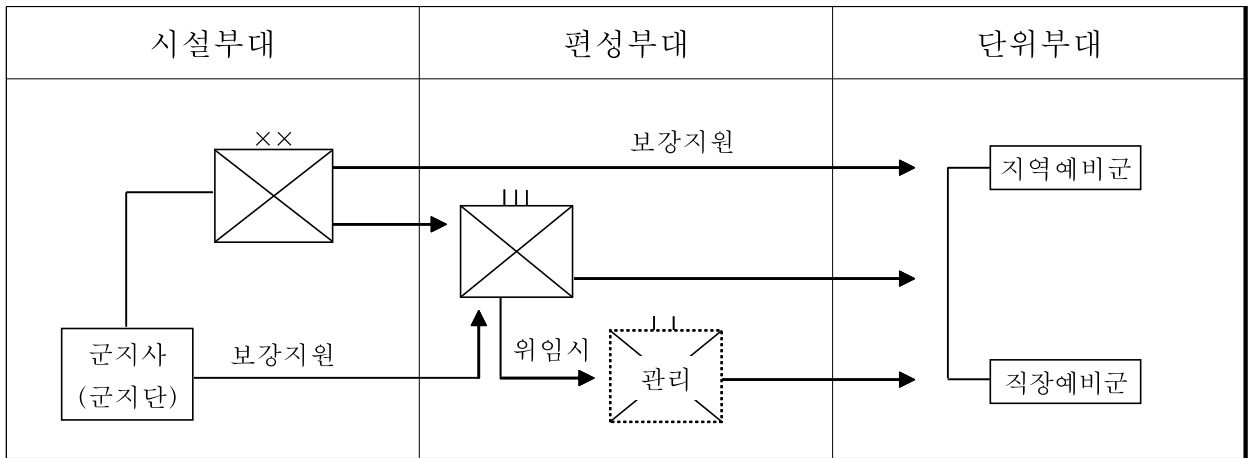 시설부대
편성부대
단위부대
××
보강지원
지역예비군
군지사
(군지단)
보강지원
위임시
관리
직장예비군